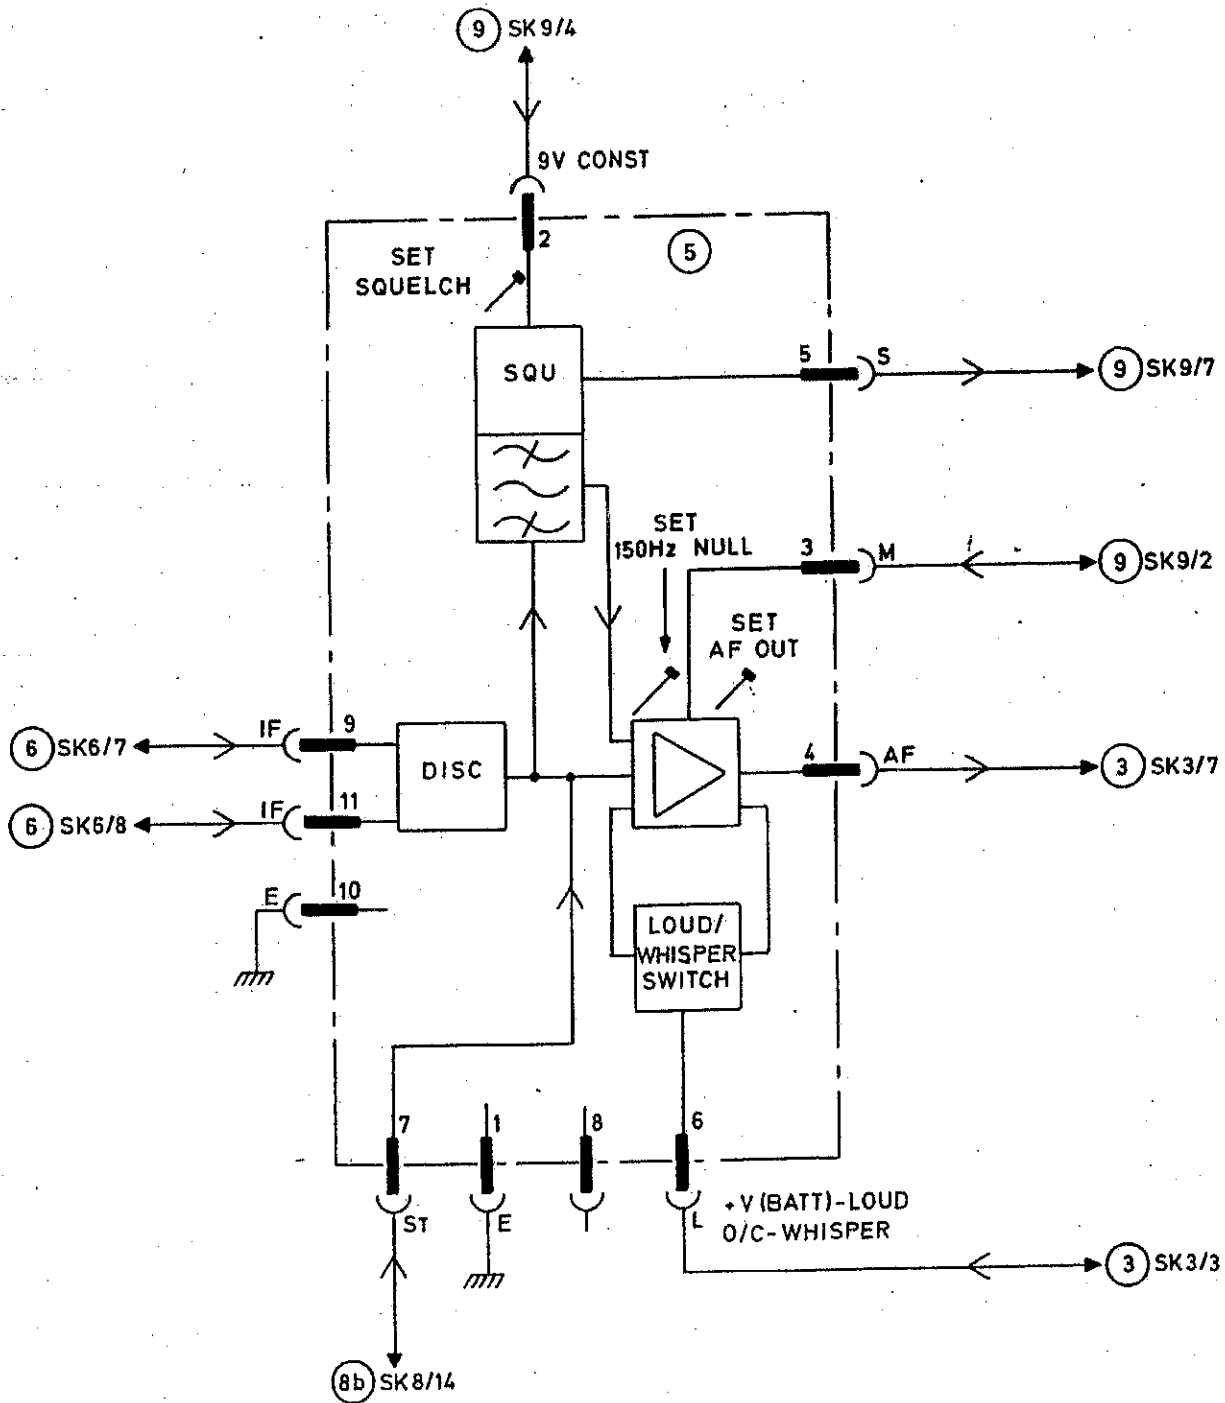 9 SK9/4
9V CONST
2
5
SET
SQUELCH
SQU
5 S
9 SK9/7
SET
150Hz NULL
3 M
9 SK9/2
SET
AF OUT
6 SK6/7
IF 9
DISC
4 AF
3 SK3/7
6 SK6/8
IF 11
E 10
LOUD/
WHISPER
SWITCH
7
1
8
6
ST
E
L
+V(BATT)-LOUD
O/C-WHISPER
3 SK3/3
8b SK8/14